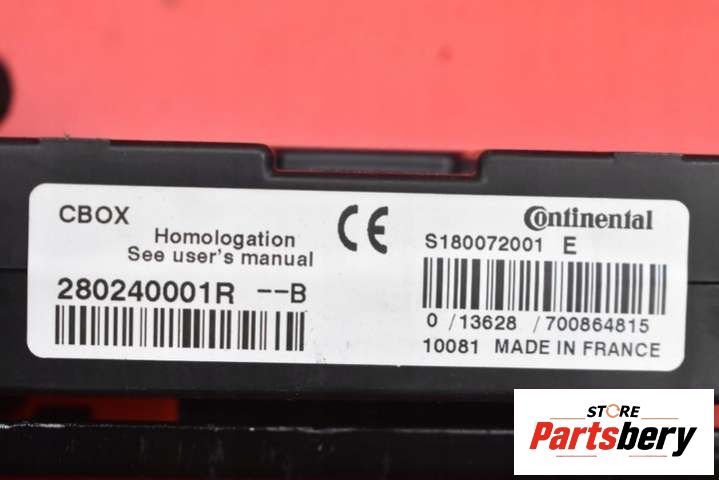 CBOX
Homologation
See user's manual
CE
280240001R --B
Continental
S180072001 E
0 /13628 /700864815
10081 MADE IN FRANCE
STORE
Partsbery